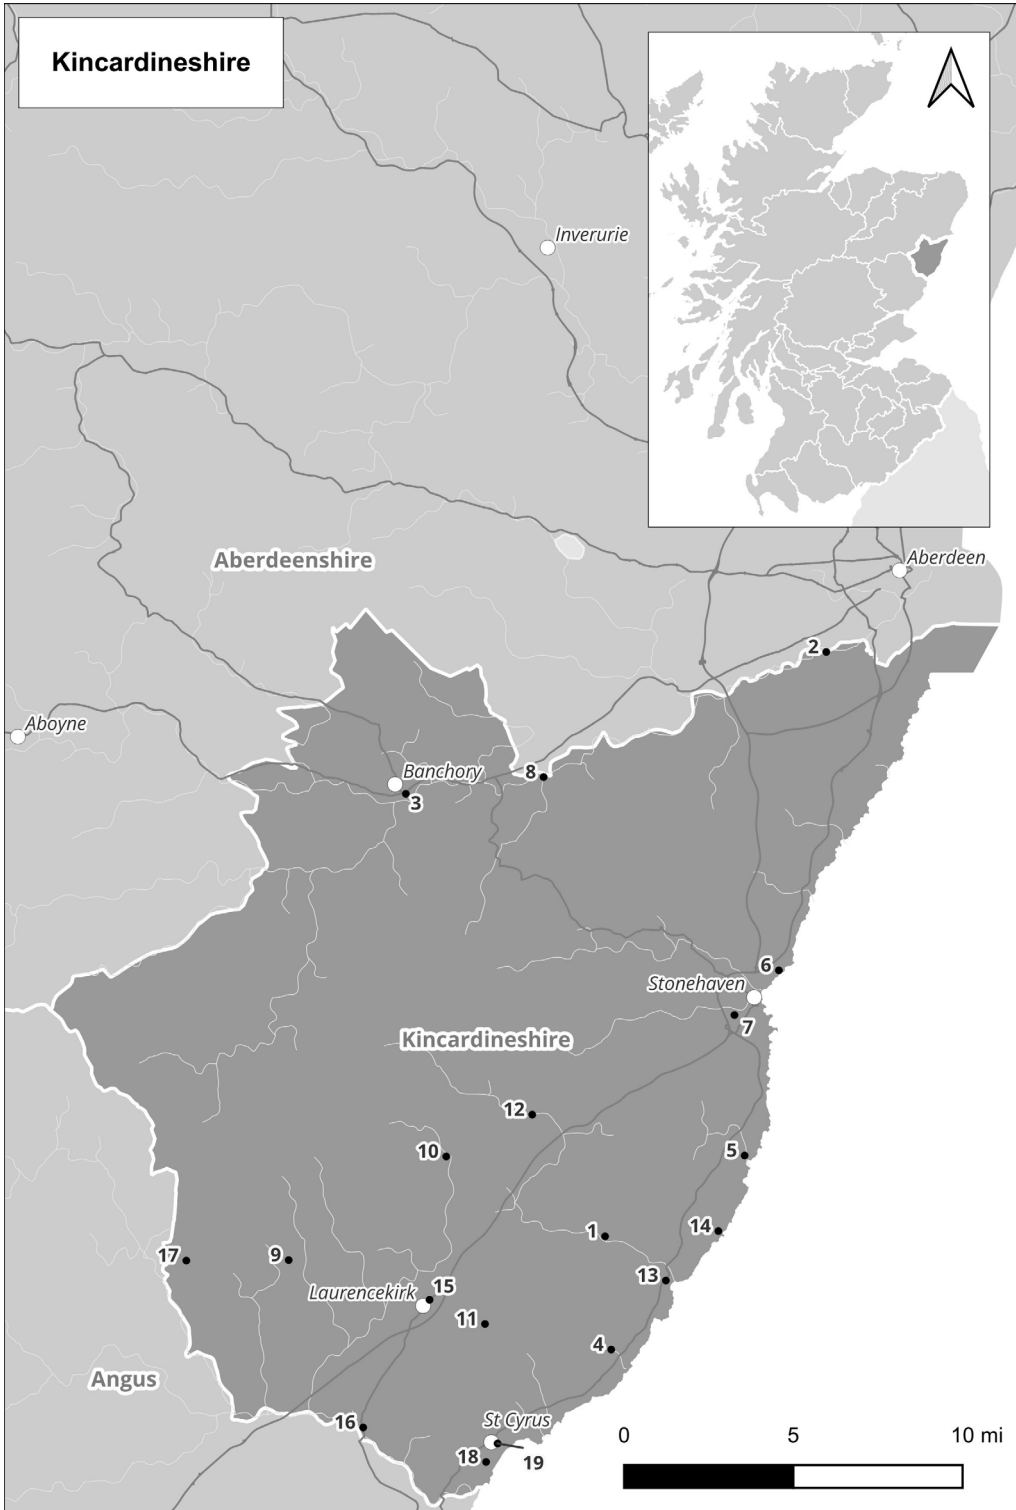 Kincardineshire
Inverurie
Aberdeenshire
Aberdeen
2
Aboyne
Banchory
8
3
6
Stonehaven
7
Kincardineshire
12
10
5
14
1
17
9
13
15
Laurencekirk
11
4
Angus
16
St Cyrus
18
19
0 5 10 mi